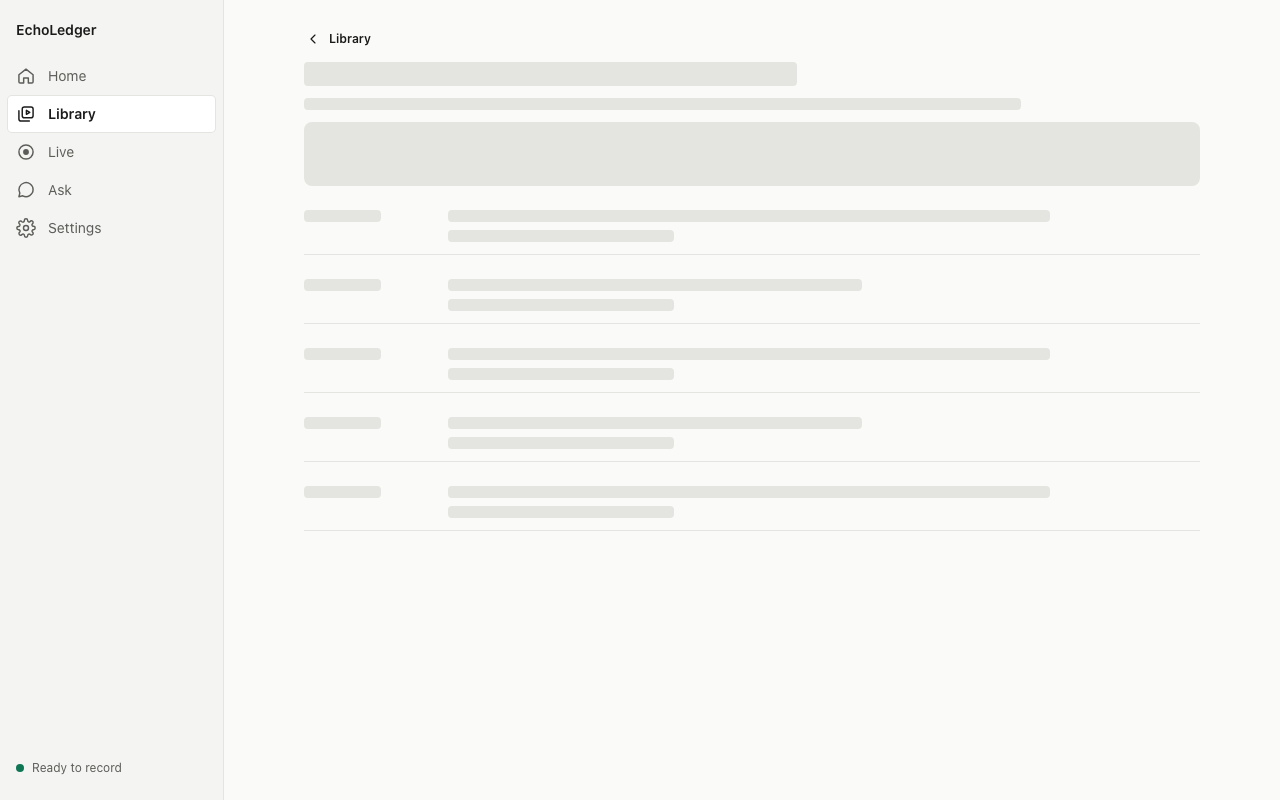 EchoLedger
Home
Library
Live
Ask
Settings
Ready to record
Library